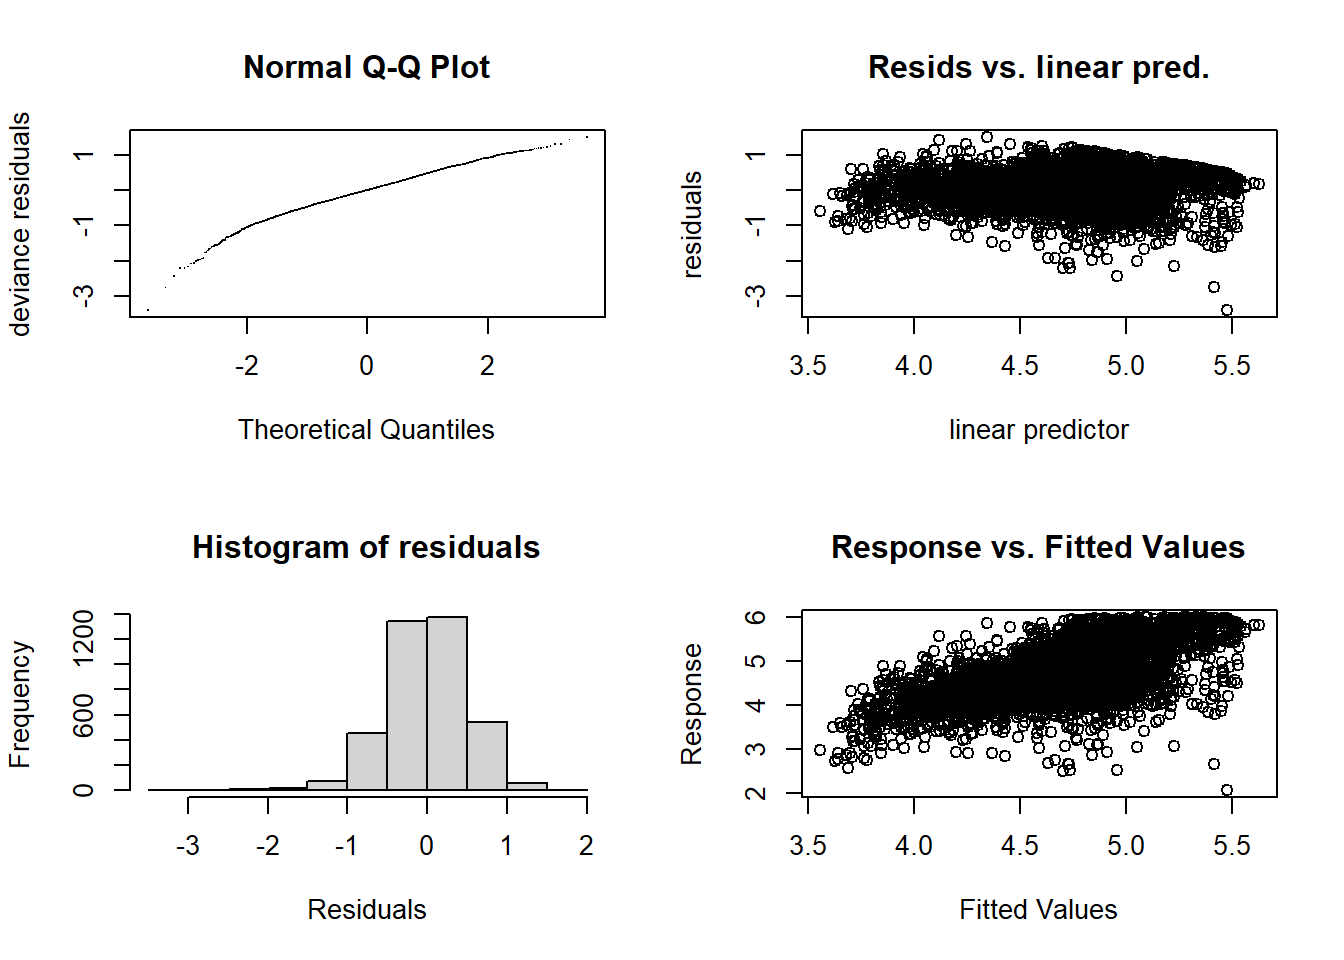 Normal Q-Q Plot
deviance residuals
1
-1
-3
-2 0 2
Theoretical Quantiles
Resids vs. linear pred.
residuals
1
-1
-3
3.5 4.0 4.5 5.0 5.5
linear predictor
Histogram of residuals
Frequency
1200
600
0
-3 -2 -1 0 1 2
Residuals
Response vs. Fitted Values
Response
6
5
4
3
2
3.5 4.0 4.5 5.0 5.5
Fitted Values